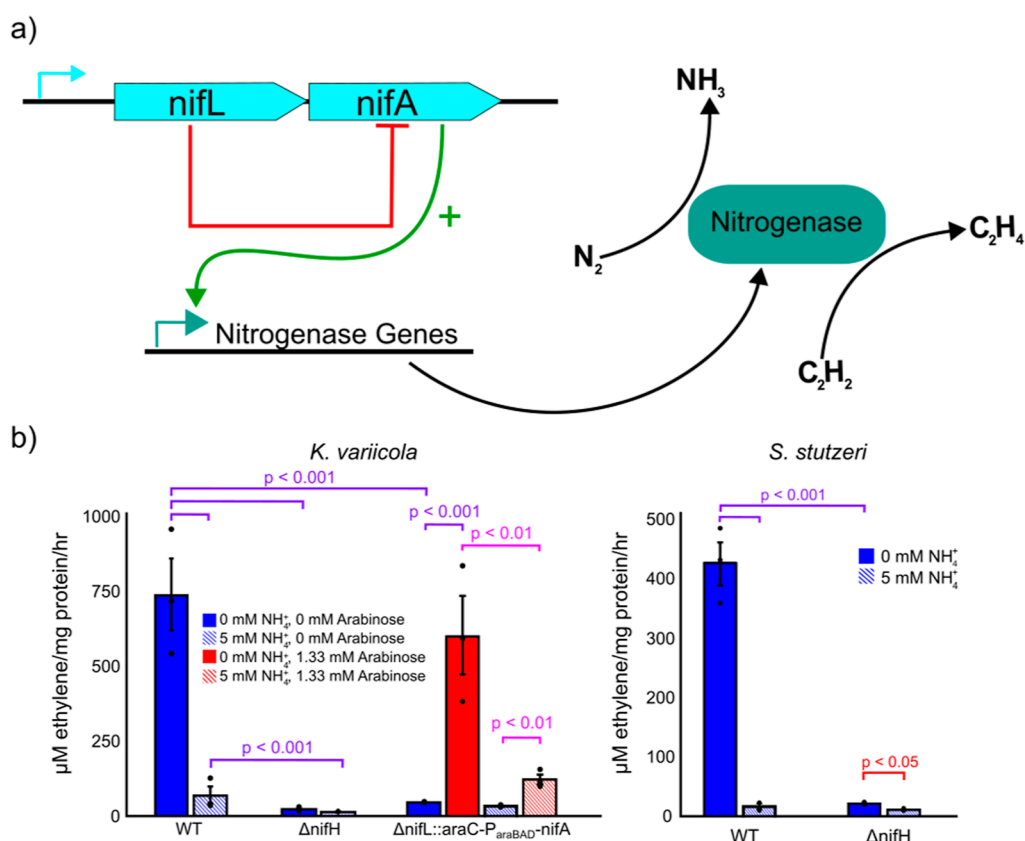 a)
nifL nifA
+
Nitrogenase Genes
NH₃
N₂
Nitrogenase
C₂H₄
C₂H₂
b)
K. variicola
p < 0.001
p < 0.001
p < 0.01
p < 0.001
p < 0.01
µM ethylene/mg protein/hr
1000
750
500
250
0
0 mM NH₄⁺, 0 mM Arabinose
5 mM NH₄⁺, 0 mM Arabinose
0 mM NH₄⁺, 1.33 mM Arabinose
5 mM NH₄⁺, 1.33 mM Arabinose
WT ΔnifH ΔnifL::araC-ParaBAD-nifA
S. stutzeri
p < 0.001
p < 0.05
µM ethylene/mg protein/hr
500
400
300
200
100
0
0 mM NH₄⁺
5 mM NH₄⁺
WT ΔnifH